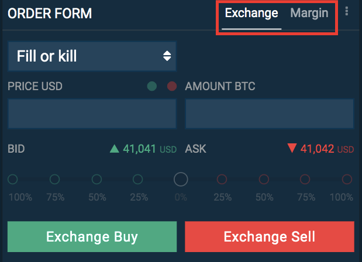 ORDER FORM Exchange Margin
Fill or kill
PRICE USD AMOUNT BTC
BID 41,041 USD ASK 41,042 USD
100% 75% 50% 25% 0% 25% 50% 75% 100%
Exchange Buy Exchange Sell